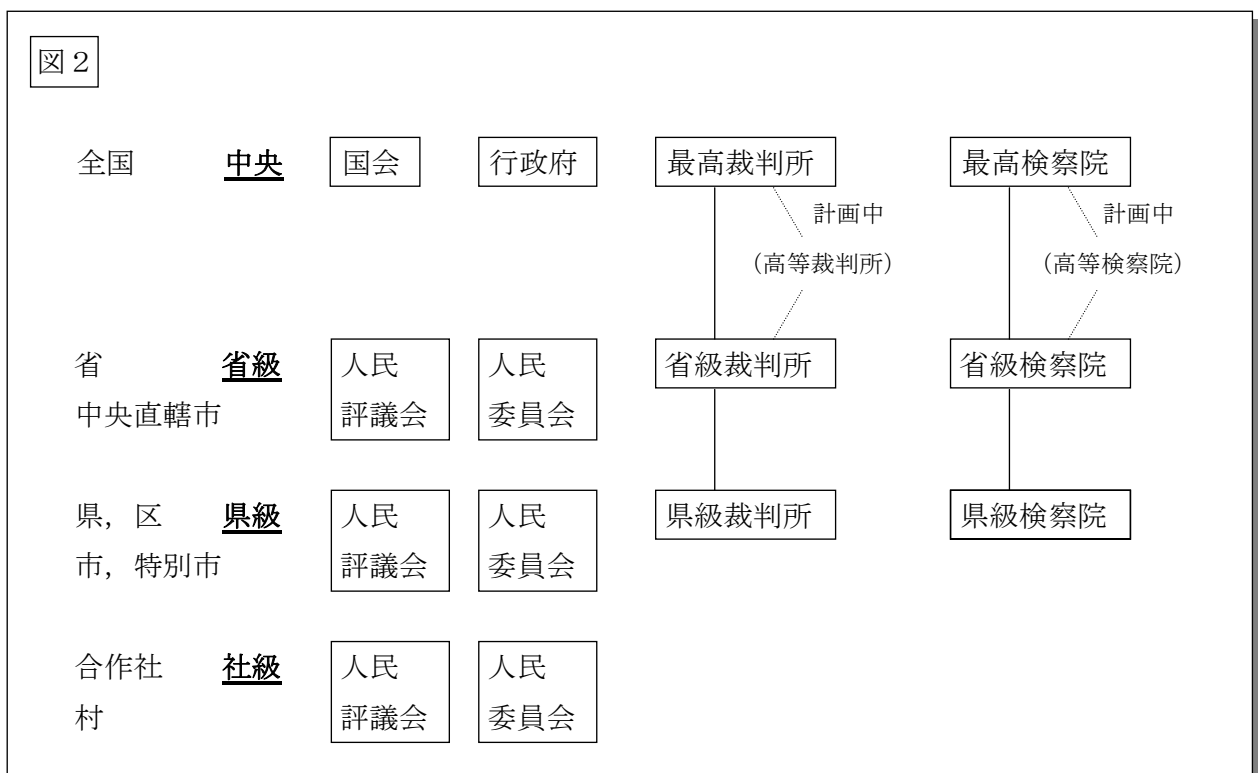 図２
全国 中央 国会 行政府 最高裁判所 最高検察院
計画中 計画中
（高等裁判所） （高等検察院）
省 省級 人民 人民 省級裁判所 省級検察院
中央直轄市 評議会 委員会
県，区 県級 人民 人民 県級裁判所 県級検察院
市，特別市 評議会 委員会
合作社 社級 人民 人民
村 評議会 委員会